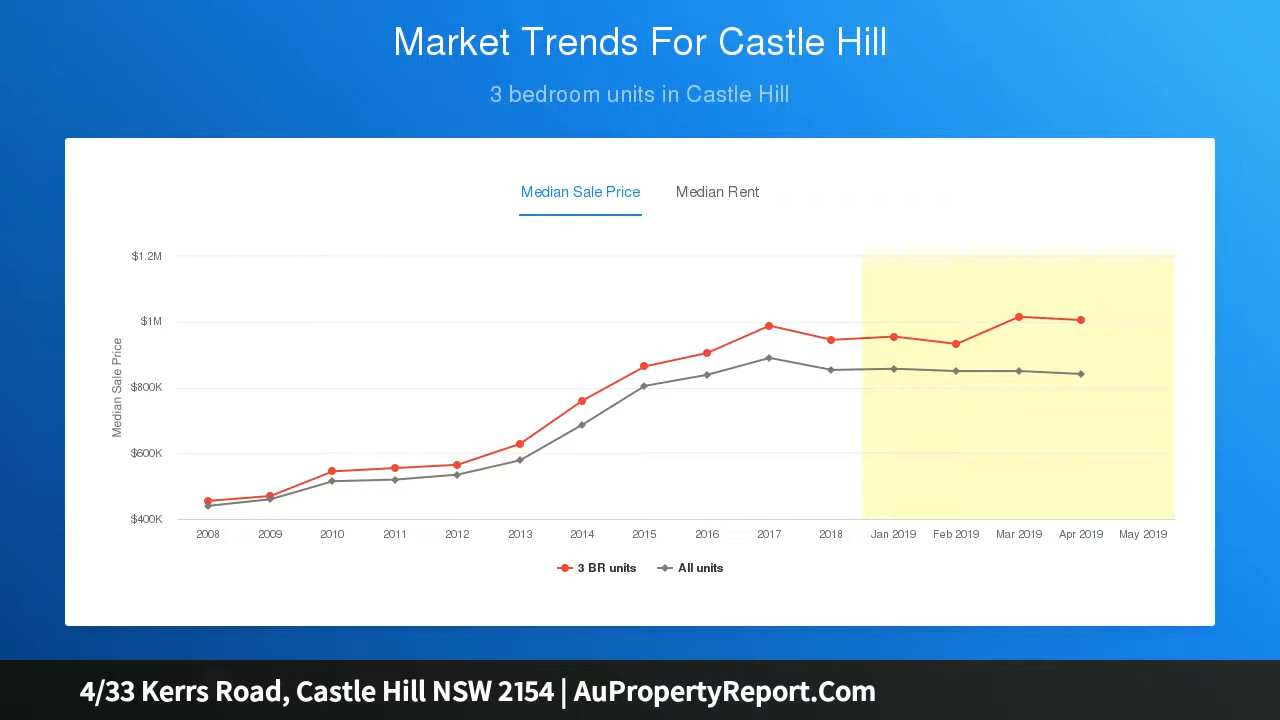 Market Trends For Castle Hill
3 bedroom units in Castle Hill
Median Sale Price Median Rent
$1.2M
$1M
$800K
$600K
$400K
Median Sale Price
2008 2009 2010 2011 2012 2013 2014 2015 2016 2017 2018 Jan 2019 Feb 2019 Mar 2019 Apr 2019 May 2019
3 BR units All units
4/33 Kerrs Road, Castle Hill NSW 2154 | AuPropertyReport.Com